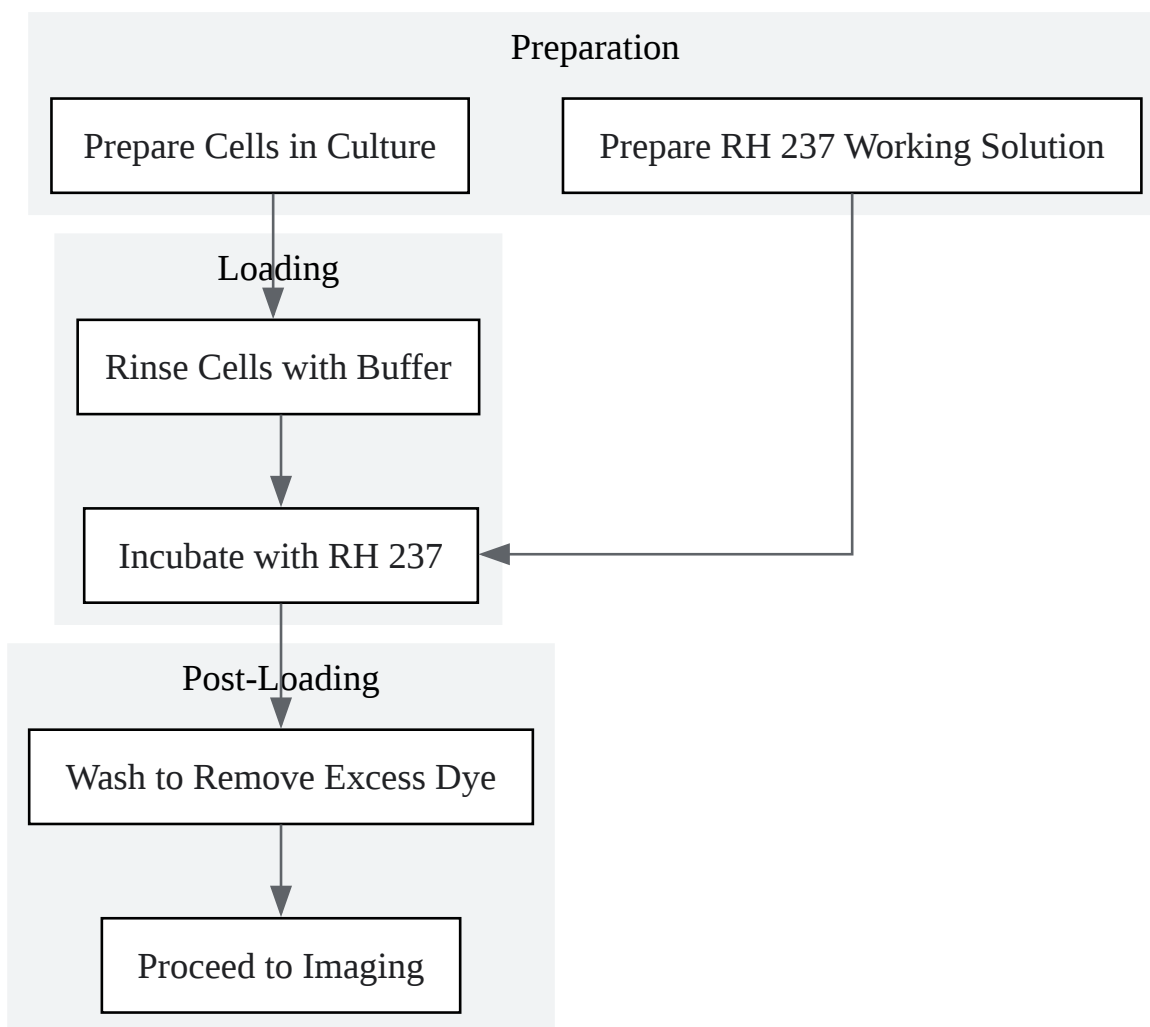 Preparation
Prepare Cells in Culture
Prepare RH 237 Working Solution
Loading
Rinse Cells with Buffer
Incubate with RH 237
Post-Loading
Wash to Remove Excess Dye
Proceed to Imaging